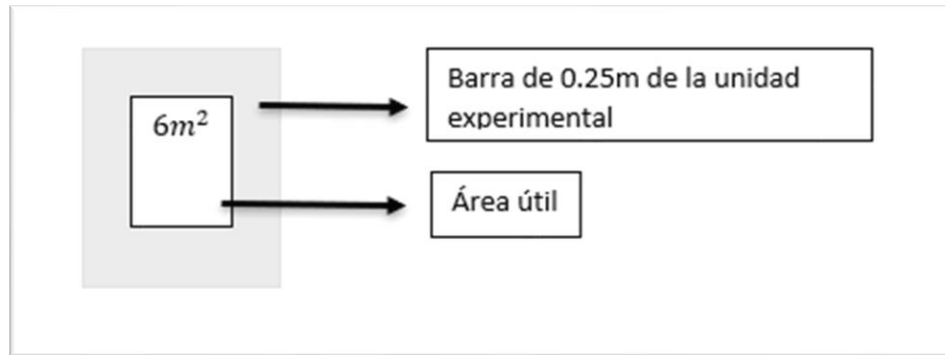 6m²
Barra de 0.25m de la unidad
experimental
Área útil